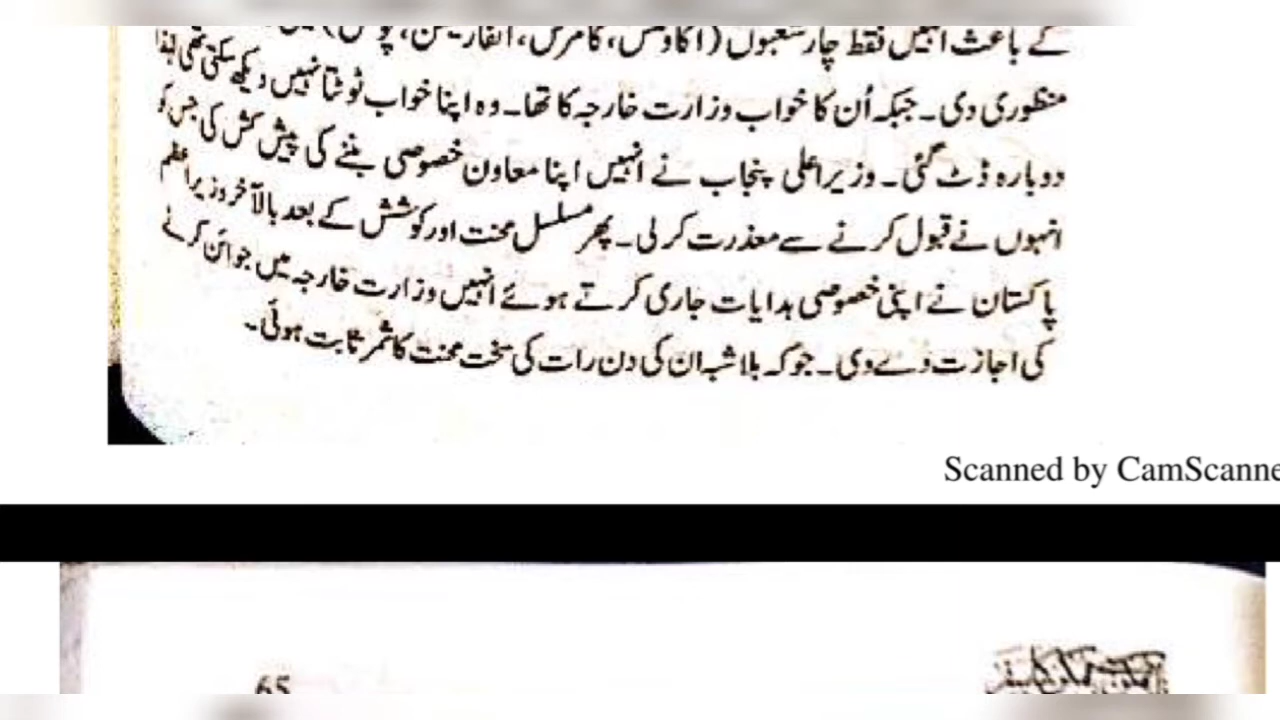 کے باعث انہیں فقط چار شعبوں (اکاؤنٹس، کامرس، انفارمیشن، پولیس)
منظوری دی۔ جبکہ اُن کا خواب وزارت خارجہ کا تھا۔ وہ اپنا خواب ٹوٹتا نہیں دیکھ سکتی تھی لہٰذا
دوبارہ ڈٹ گئی۔ وزیراعلی پنجاب نے انہیں اپنا معاون خصوصی بننے کی پیش کش کی جس کو
انہوں نے قبول کرنے سے معذرت کر لی۔ پھر مسلسل محنت اور کوشش کے بعد بالآخر وزیراعظم
پاکستان نے اپنی خصوصی ہدایات جاری کرتے ہوئے انہیں وزارت خارجہ میں جوائن کرنے
کی اجازت دے دی۔ جو کہ بلاشبہ ان کی دن رات کی سخت محنت کا ثمر ثابت ہوئی۔
Scanned by CamScanne
65